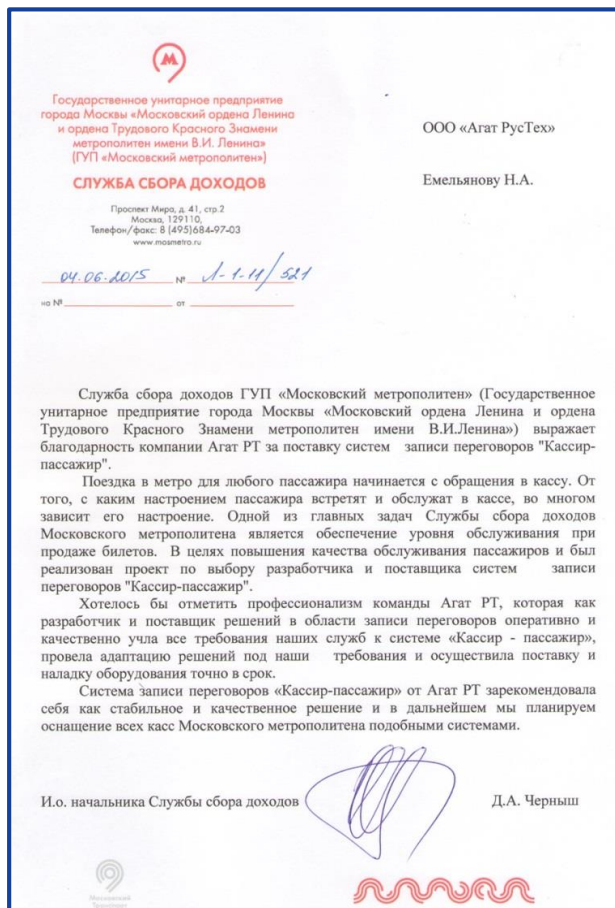 Государственное унитарное предприятие
города Москвы «Московский ордена Ленина
и ордена Трудового Красного Знамени
метрополитен имени В.И. Ленина»
(ГУП «Московский метрополитен»)
СЛУЖБА СБОРА ДОХОДОВ
Проспект Мира, д. 41, стр.2
Москва, 129110,
Телефон/факс: 8 (495)684-97-03
www.mosmetro.ru
04.06.2015 № Л-1-11/521
на № от
ООО «Агат РусТех»
Емельянову Н.А.
Служба сбора доходов ГУП «Московский метрополитен» (Государственное
унитарное предприятие города Москвы «Московский ордена Ленина и ордена
Трудового Красного Знамени метрополитен имени В.И.Ленина») выражает
благодарность компании Агат РТ за поставку систем записи переговоров "Кассир-
пассажир".
Поездка в метро для любого пассажира начинается с обращения в кассу. От
того, с каким настроением пассажира встретят и обслужат в кассе, во многом
зависит его настроение. Одной из главных задач Службы сбора доходов
Московского метрополитена является обеспечение уровня обслуживания при
продаже билетов. В целях повышения качества обслуживания пассажиров и был
реализован проект по выбору разработчика и поставщика систем записи
переговоров "Кассир-пассажир".
Хотелось бы отметить профессионализм команды Агат РТ, которая как
разработчик и поставщик решений в области записи переговоров оперативно и
качественно учла все требования наших служб к системе «Кассир - пассажир»,
провела адаптацию решений под наши требования и осуществила поставку и
наладку оборудования точно в срок.
Система записи переговоров «Кассир-пассажир» от Агат РТ зарекомендовала
себя как стабильное и качественное решение и в дальнейшем мы планируем
оснащение всех касс Московского метрополитена подобными системами.
И.о. начальника Службы сбора доходов Д.А. Черныш
Московский
Транспорт